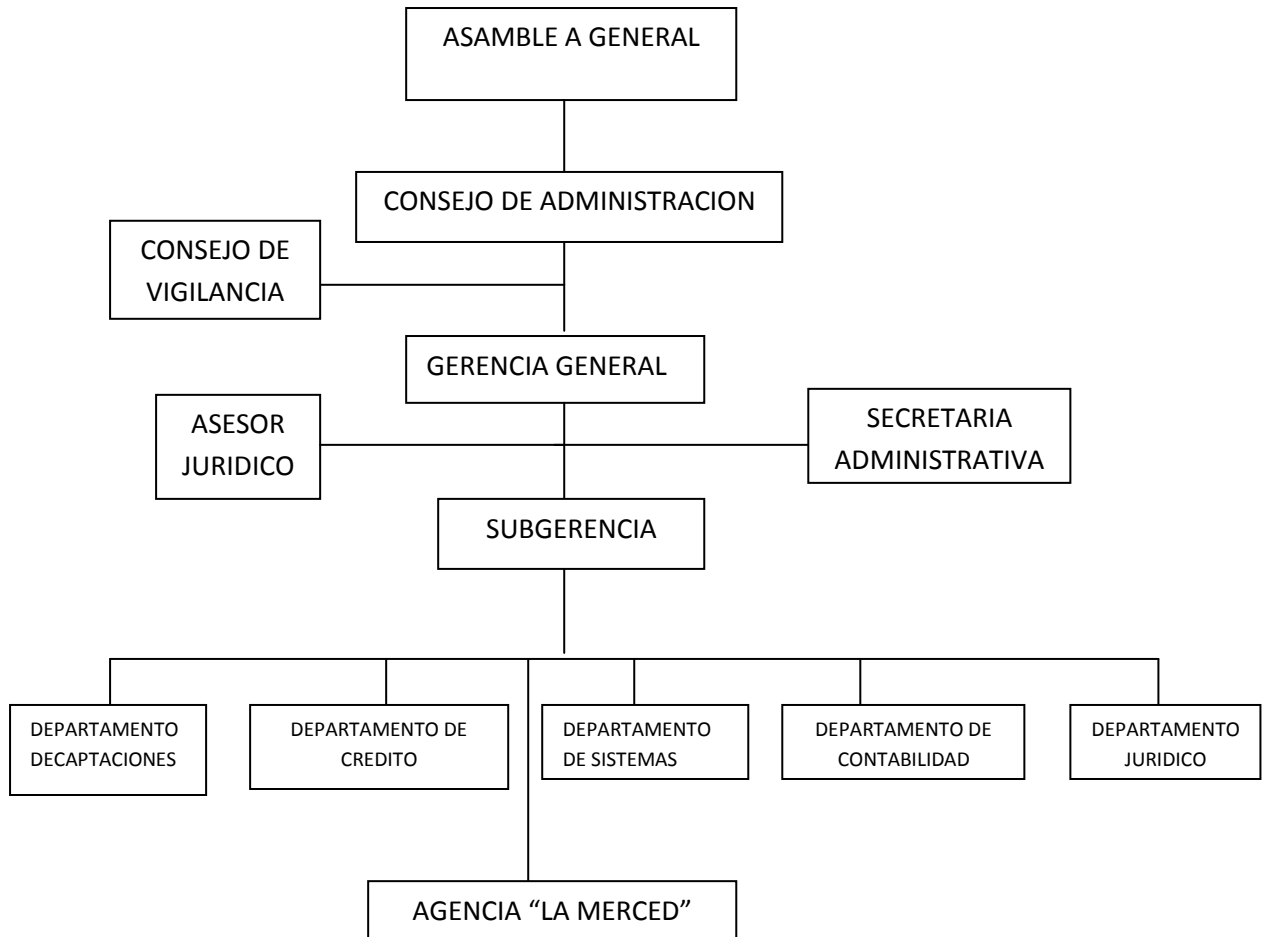 ASAMBLE A GENERAL
CONSEJO DE ADMINISTRACION
CONSEJO DE
VIGILANCIA
GERENCIA GENERAL
ASESOR
JURIDICO
SECRETARIA
ADMINISTRATIVA
SUBGERENCIA
DEPARTAMENTO
DECAPTACIONES
DEPARTAMENTO DE
CREDITO
DEPARTAMENTO
DE SISTEMAS
DEPARTAMENTO DE
CONTABILIDAD
DEPARTAMENTO
JURIDICO
AGENCIA “LA MERCED”